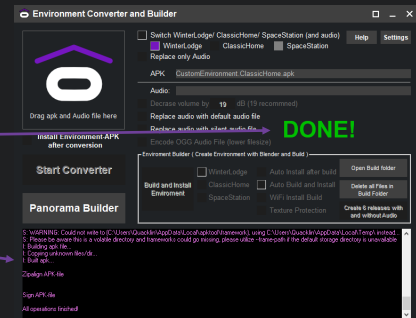 Environment Converter and Builder
Switch WinterLodge/ ClassicHome/ SpaceStation (and audio)
Help
Settings
WinterLodge
ClassicHome
SpaceStation
Replace only Audio
APK
CustomEnvironment.ClassicHome.apk
Audio:
Decrase volume by
19
dB (19 recommned)
Drag apk and Audio file here
Replace audio with default audio file
Replace audio with silent audio file
DONE!
Install Environment-APK
after conversion
Encode OGG Audio File (lower filesize)
Enviroment Builder ( Create Environment with Blender and Build )
Start Converter
Build and Install
Enviroment
WinterLodge
ClassicHome
SpaceStation
Auto Install after build
Auto Build and Install
WiFi Install Build
Texture Protection
Open Build folder
Delete all Files in
Build Folder
Create 6 releases with
and without Audio
Panorama Builder
S: WARNING: Could not write to (C:\Users\Quacklin\AppData\Local\apktool\framework), using C:\Users\Quacklin\AppData\Local\Temp\ instead...
S: Please be aware this is a volatile directory and frameworks could go missing, please utilize --frame-path if the default storage directory is unavailable
I: Building apk file...
I: Copying unknown files/dir...
I: Built apk...
Zipalign APK-file
Sign APK-file
All operations finished!